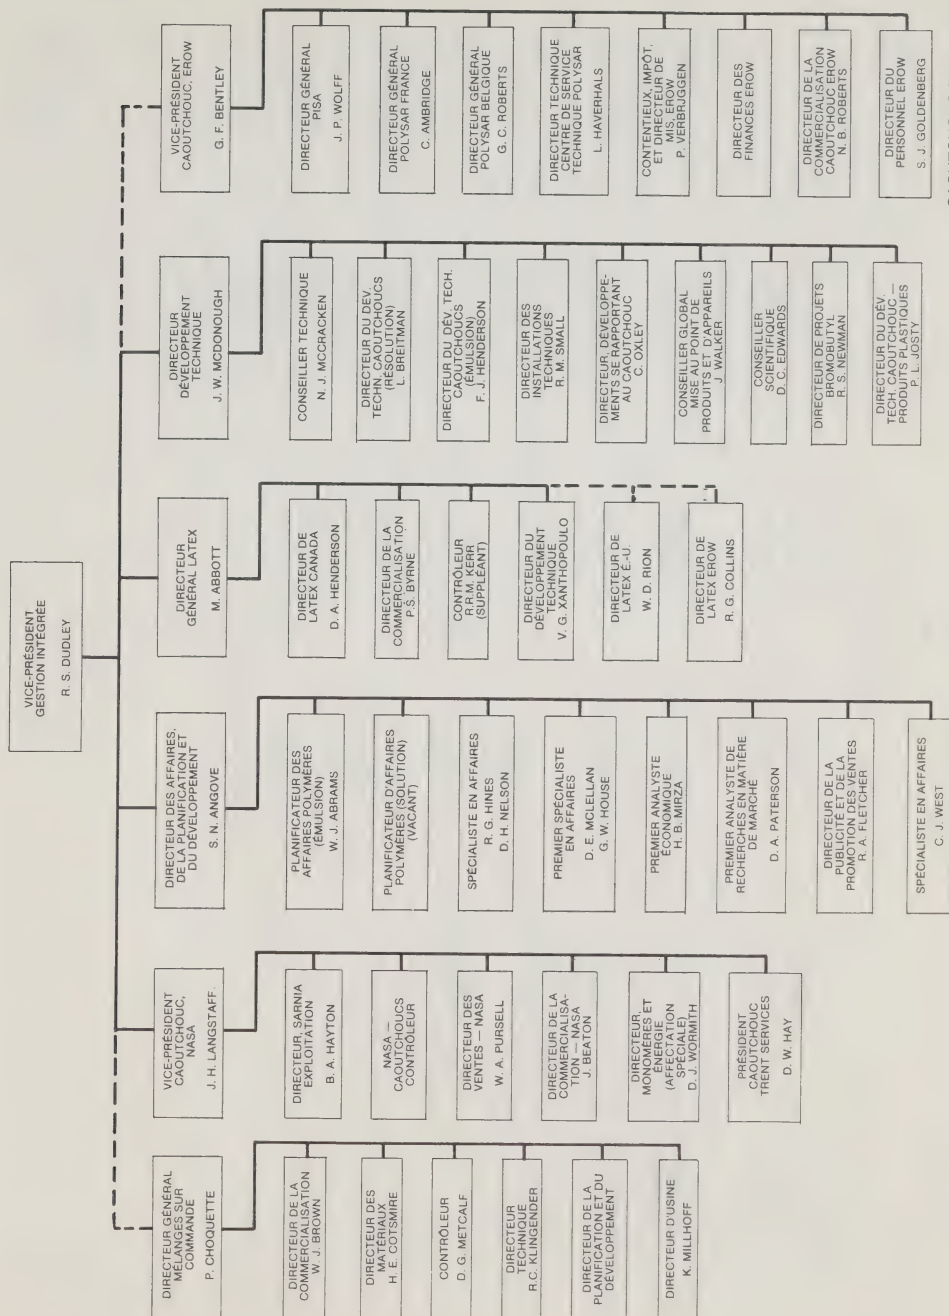 VICE-PRÉSIDENT
GESTION INTÉGRÉE
R. S. DUDLEY
DIRECTEUR GÉNÉRAL
MÉLANGES SUR
COMMANDE
P. CHOQUETTE
DIRECTEUR DE LA
COMMERCIALISATION
W. J. BROWN
DIRECTEUR DES
MATÉRIAUX
H. E. COTSMIRE
CONTRÔLEUR
D. G. METCALF
DIRECTEUR
TECHNIQUE
R.C. KLINGENDER
DIRECTEUR DE LA
PLANIFICATION ET DU
DÉVELOPPEMENT
DIRECTEUR D'USINE
K. MILLHOFF
VICE-PRÉSIDENT
CAOUTCHOUC,
NASA
J. H. LANGSTAFF.
DIRECTEUR, SARNIA
EXPLOITATION
B. A. HAYTON
NASA —
CAOUTCHOUCS
CONTRÔLEUR
DIRECTEUR DES
VENTES — NASA
W. A. PURSELL
DIRECTEUR DE LA
COMMERCIALISA-
TION — NASA
J. BEATON
DIRECTEUR,
MONOMÈRES ET
ÉNERGIE
(AFFECTATION
SPÉCIALE)
D. J. WORMITH
PRÉSIDENT
CAOUTCHOUC
TRENT SERVICES
D. W. HAY
DIRECTEUR DES AFFAIRES,
DE LA PLANIFICATION ET
DU DÉVELOPPEMENT
S. N. ANGOVE
PLANIFICATEUR DES
AFFAIRES POLYMÈRES
(ÉMULSION)
W. J. ABRAMS
PLANIFICATEUR D'AFFAIRES
POLYMÈRES (SOLUTION)
(VACANT)
SPÉCIALISTE EN AFFAIRES
R. G. HINES
D. H. NELSON
PREMIER SPÉCIALISTE
EN AFFAIRES
D. E. MCLELLAN
G. W. HOUSE
PREMIER ANALYSTE
ÉCONOMIQUE
H. B. MIRZA
PREMIER ANALYSTE DE
RECHERCHES EN MATIÈRE
DE MARCHÉ
D. A. PATERSON
DIRECTEUR DE LA
PUBLICITÉ ET DE LA
PROMOTION DES VENTES
R. A. FLETCHER
SPÉCIALISTE EN AFFAIRES
C. J. WEST
DIRECTEUR
GÉNÉRAL LATEX
M. ABBOTT
DIRECTEUR DE
LATEX CANADA
D. A. HENDERSON
DIRECTEUR DE LA
COMMERCIALISATION
P.S. BYRNE
CONTRÔLEUR
R.R.M. KERR
(SUPPLÉANT)
DIRECTEUR DU
DÉVELOPPEMENT
TECHNIQUE
V. G. XANTHOPOULO
DIRECTEUR DE
LATEX É.-U.
W. D. RION
DIRECTEUR DE
LATEX EROW
R. G. COLLINS
DIRECTEUR
DÉVELOPPEMENT
TECHNIQUE
J. W. MCDONOUGH
CONSEILLER TECHNIQUE
N. J. MCCRACKEN
DIRECTEUR DU DEV.
TECHN. CAOUTCHOUCS
(RÉSOLUTION)
L. BREITMAN
DIRECTEUR DU DÉV. TECH.
CAOUTCHOUCS
(ÉMULSION)
F. J. HENDERSON
DIRECTEUR DES
INSTALLATIONS
TECHNIQUES
R. M. SMALL
DIRECTEUR, DÉVELOPPE-
MENTS SE RAPPORTANT
AU CAOUTCHOUC
C. OXLEY
CONSEILLER GLOBAL
MISE AU POINT DE
PRODUITS ET D'APPAREILS
J. WALKER
CONSEILLER
SCIENTIFIQUE
D. C. EDWARDS
DIRECTEUR DE PROJETS
BROMOBUTYL
R. S. NEWMAN
DIRECTEUR DU DÉV.
TECH. CAOUTCHOUC —
PRODUITS PLASTIQUES
P. L. JOSTY
VICE-PRÉSIDENT
CAOUTCHOUC, EROW
G. F. BENTLEY
DIRECTEUR GÉNÉRAL
PISA
J. P. WOLFF
DIRECTEUR GÉNÉRAL
POLYSAR FRANCE
C. AMBRIDGE
DIRECTEUR GÉNÉRAL
POLYSAR BELGIQUE
G. C. ROBERTS
DIRECTEUR TECHNIQUE
CENTRE DE SERVICE
TECHNIQUE POLYSAR
L. HAVERHALS
CONTENTIEUX, IMPÔT,
ET DIRECTEUR DE
MIS, EROW
P. VERBRJGGEN
DIRECTEUR DES
FINANCES EROW
DIRECTEUR DE LA
COMMERCIALISATION
CAOUTCHOUC EROW
N. B. ROBERTS
DIRECTEUR DU
PERSONNEL EROW
S. J. GOLDENBERG